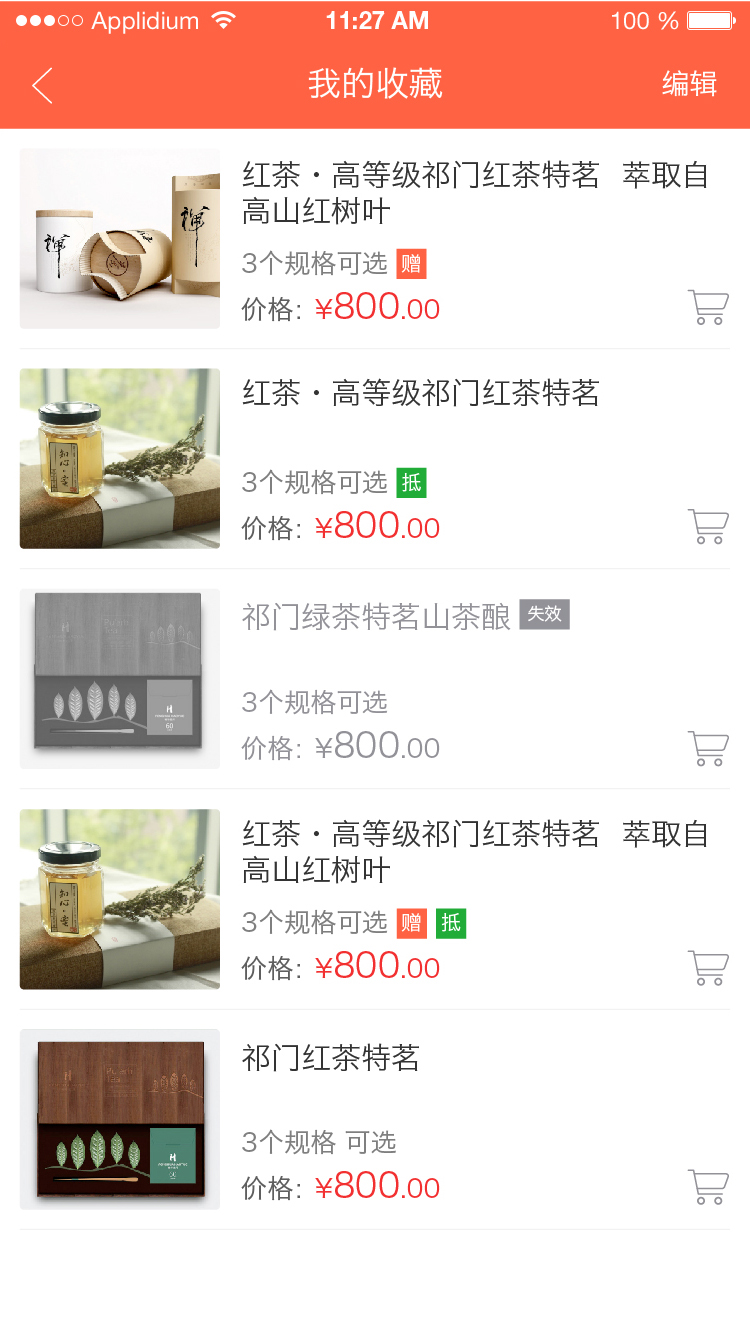 Applidium 11:27 AM 100 %
我的收藏 编辑
红茶·高等级祁门红茶特茗 萃取自
高山红树叶
3个规格可选 赠
价格: ¥800.00
红茶·高等级祁门红茶特茗
知心·蜜
3个规格可选 抵
价格: ¥800.00
祁门绿茶特茗山茶酿 失效
3个规格可选
价格: ¥800.00
红茶·高等级祁门红茶特茗 萃取自
高山红树叶
知心·蜜
3个规格可选 赠 抵
价格: ¥800.00
祁门红茶特茗
3个规格 可选
价格: ¥800.00